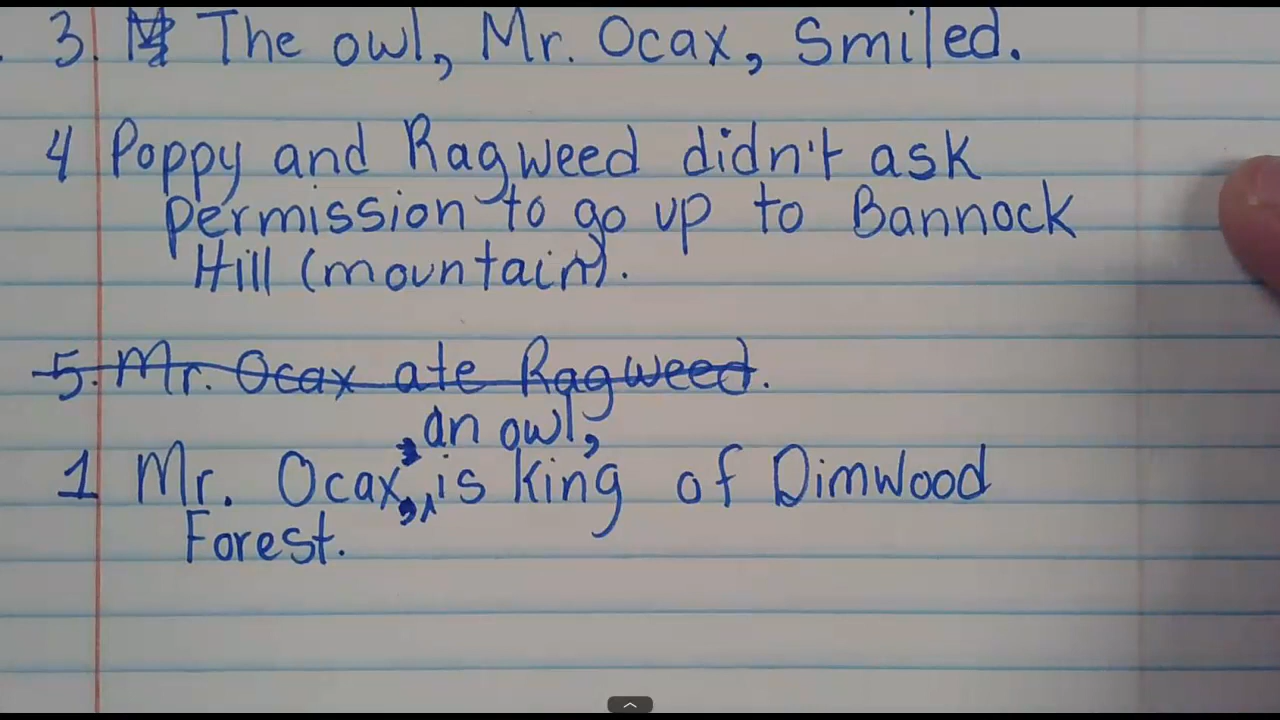 3. The owl, Mr. Ocax, Smiled.
4 Poppy and Ragweed didn't ask
permission to go up to Bannock
Hill (mountain).
5. Mr. Ocax ate Ragweed.
an owl,
1 Mr. Ocax, is king of Dimwood
Forest.